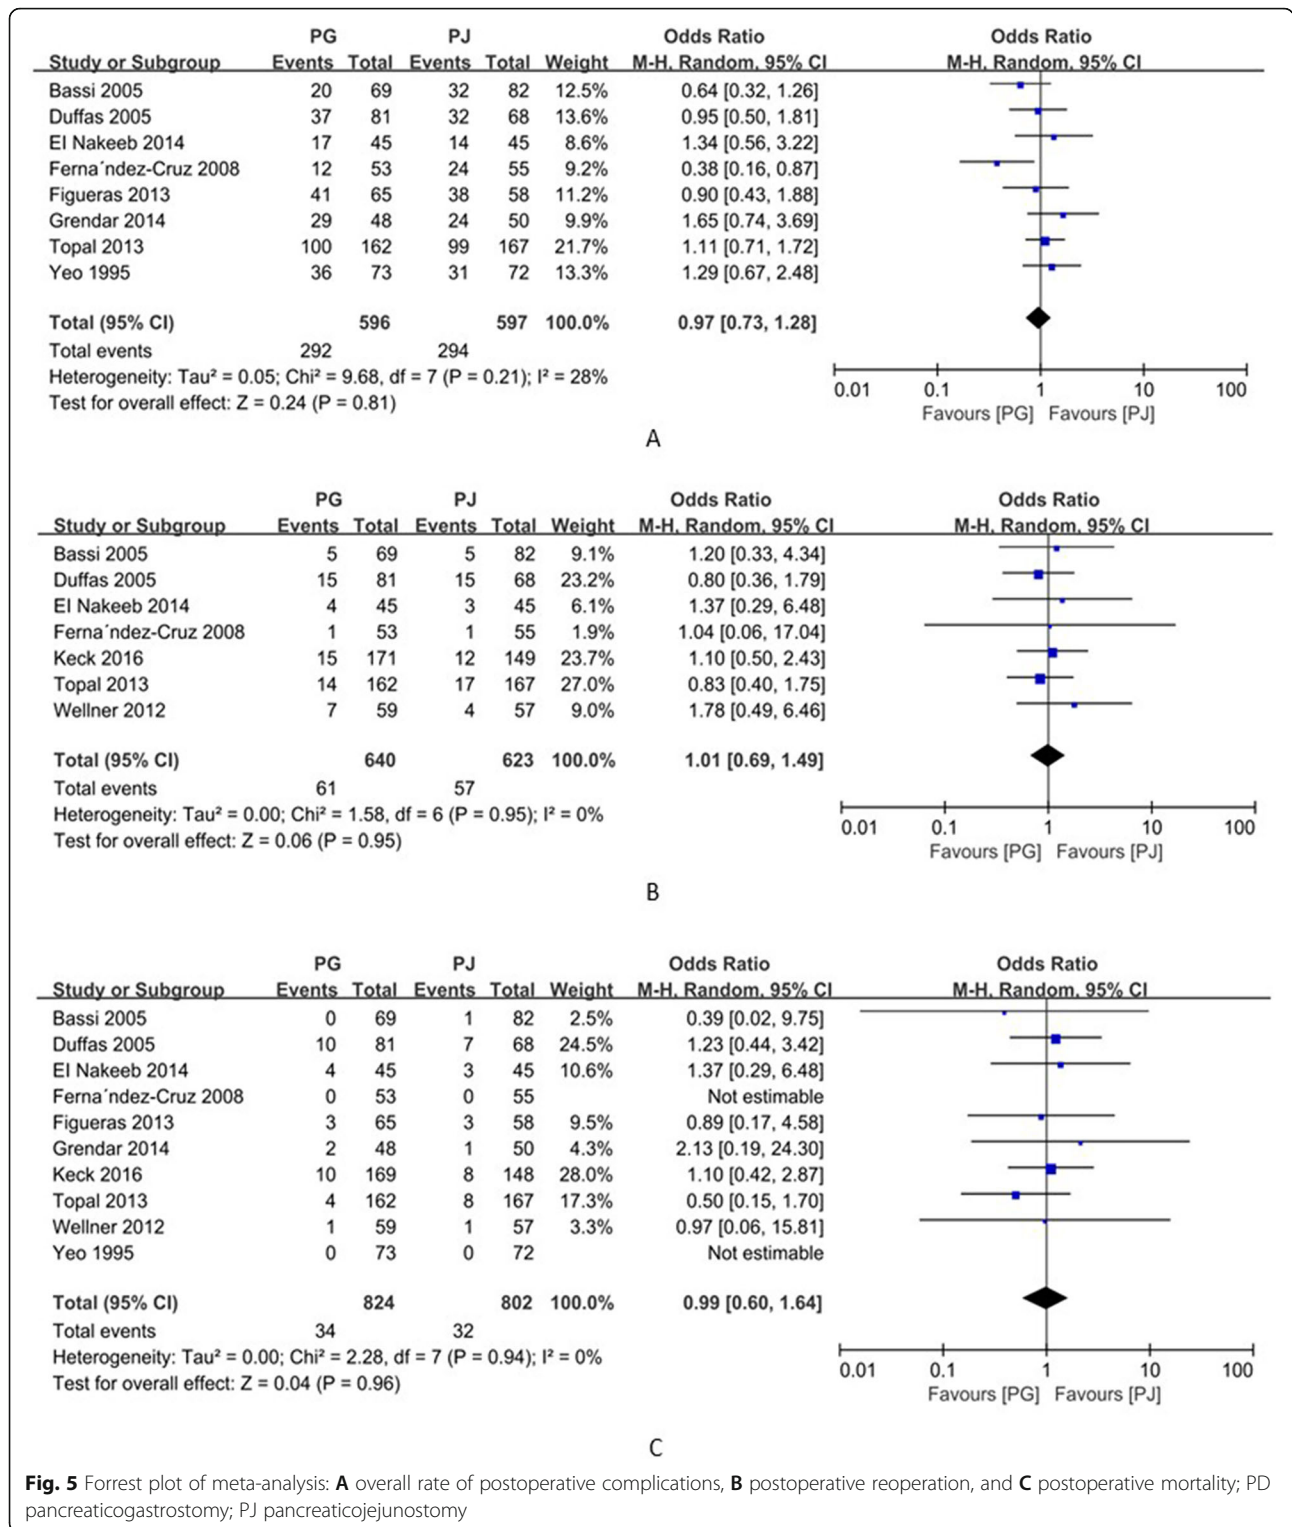 PG PJ Odds Ratio Odds Ratio
Study or Subgroup Events Total Events Total Weight M-H, Random, 95% CI M-H, Random, 95% CI
Bassi 2005 20 69 32 82 12.5% 0.64 [0.32, 1.26]
Duffas 2005 37 81 32 68 13.6% 0.95 [0.50, 1.81]
EI Nakeeb 2014 17 45 14 45 8.6% 1.34 [0.56, 3.22]
Ferna´ndez-Cruz 2008 12 53 24 55 9.2% 0.38 [0.16, 0.87]
Figueras 2013 41 65 38 58 11.2% 0.90 [0.43, 1.88]
Grendar 2014 29 48 24 50 9.9% 1.65 [0.74, 3.69]
Topal 2013 100 162 99 167 21.7% 1.11 [0.71, 1.72]
Yeo 1995 36 73 31 72 13.3% 1.29 [0.67, 2.48]
Total (95% CI) 596 597 100.0% 0.97 [0.73, 1.28]
Total events 292 294
Heterogeneity: Tau² = 0.05; Chi² = 9.68, df = 7 (P = 0.21); I² = 28%
Test for overall effect: Z = 0.24 (P = 0.81)
0.01 0.1 1 10 100
Favours [PG] Favours [PJ]
A
PG PJ Odds Ratio Odds Ratio
Study or Subgroup Events Total Events Total Weight M-H, Random, 95% CI M-H, Random, 95% CI
Bassi 2005 5 69 5 82 9.1% 1.20 [0.33, 4.34]
Duffas 2005 15 81 15 68 23.2% 0.80 [0.36, 1.79]
EI Nakeeb 2014 4 45 3 45 6.1% 1.37 [0.29, 6.48]
Ferna´ndez-Cruz 2008 1 53 1 55 1.9% 1.04 [0.06, 17.04]
Keck 2016 15 171 12 149 23.7% 1.10 [0.50, 2.43]
Topal 2013 14 162 17 167 27.0% 0.83 [0.40, 1.75]
Wellner 2012 7 59 4 57 9.0% 1.78 [0.49, 6.46]
Total (95% CI) 640 623 100.0% 1.01 [0.69, 1.49]
Total events 61 57
Heterogeneity: Tau² = 0.00; Chi² = 1.58, df = 6 (P = 0.95); I² = 0%
Test for overall effect: Z = 0.06 (P = 0.95)
0.01 0.1 1 10 100
Favours [PG] Favours [PJ]
B
PG PJ Odds Ratio Odds Ratio
Study or Subgroup Events Total Events Total Weight M-H, Random, 95% CI M-H, Random, 95% CI
Bassi 2005 0 69 1 82 2.5% 0.39 [0.02, 9.75]
Duffas 2005 10 81 7 68 24.5% 1.23 [0.44, 3.42]
EI Nakeeb 2014 4 45 3 45 10.6% 1.37 [0.29, 6.48]
Ferna´ndez-Cruz 2008 0 53 0 55 Not estimable
Figueras 2013 3 65 3 58 9.5% 0.89 [0.17, 4.58]
Grendar 2014 2 48 1 50 4.3% 2.13 [0.19, 24.30]
Keck 2016 10 169 8 148 28.0% 1.10 [0.42, 2.87]
Topal 2013 4 162 8 167 17.3% 0.50 [0.15, 1.70]
Wellner 2012 1 59 1 57 3.3% 0.97 [0.06, 15.81]
Yeo 1995 0 73 0 72 Not estimable
Total (95% CI) 824 802 100.0% 0.99 [0.60, 1.64]
Total events 34 32
Heterogeneity: Tau² = 0.00; Chi² = 2.28, df = 7 (P = 0.94); I² = 0%
Test for overall effect: Z = 0.04 (P = 0.96)
0.01 0.1 1 10 100
Favours [PG] Favours [PJ]
C
Fig. 5 Forrest plot of meta-analysis: A overall rate of postoperative complications, B postoperative reoperation, and C postoperative mortality; PD
pancreaticogastrostomy; PJ pancreaticojejunostomy